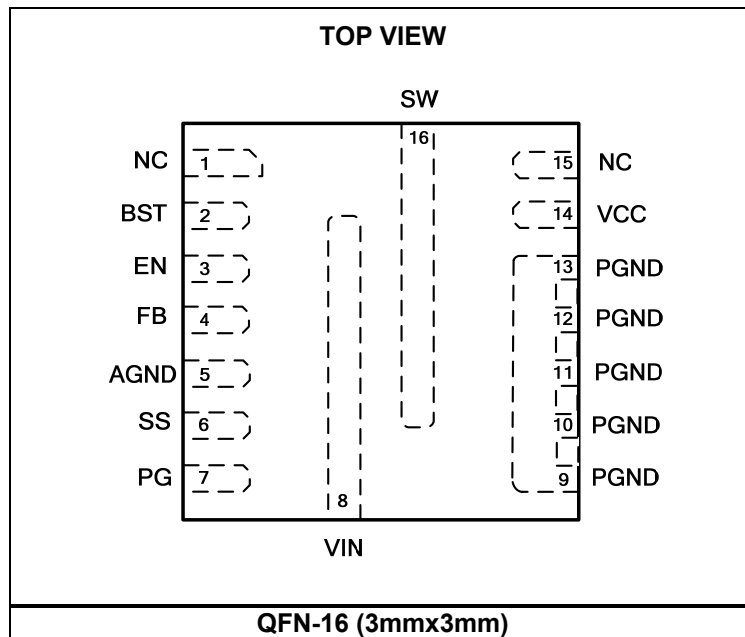 TOP VIEW
SW
16
NC 1 15 NC
BST 2 14 VCC
EN 3 13 PGND
FB 4 12 PGND
AGND 5 11 PGND
SS 6 10 PGND
PG 7 9 PGND
8
VIN
QFN-16 (3mmx3mm)